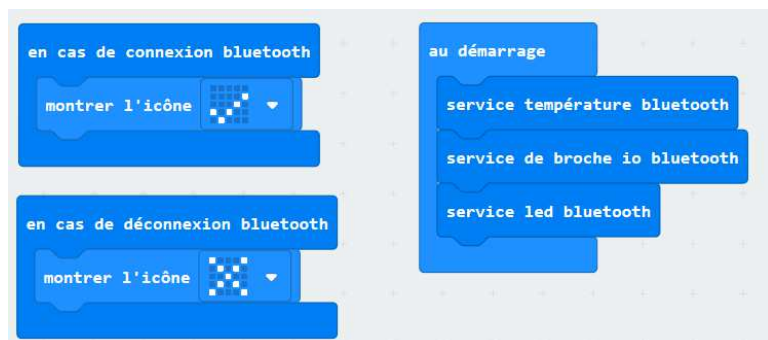 en cas de connexion bluetooth
montrer l'icône
en cas de déconnexion bluetooth
montrer l'icône
au démarrage
service température bluetooth
service de broche io bluetooth
service led bluetooth